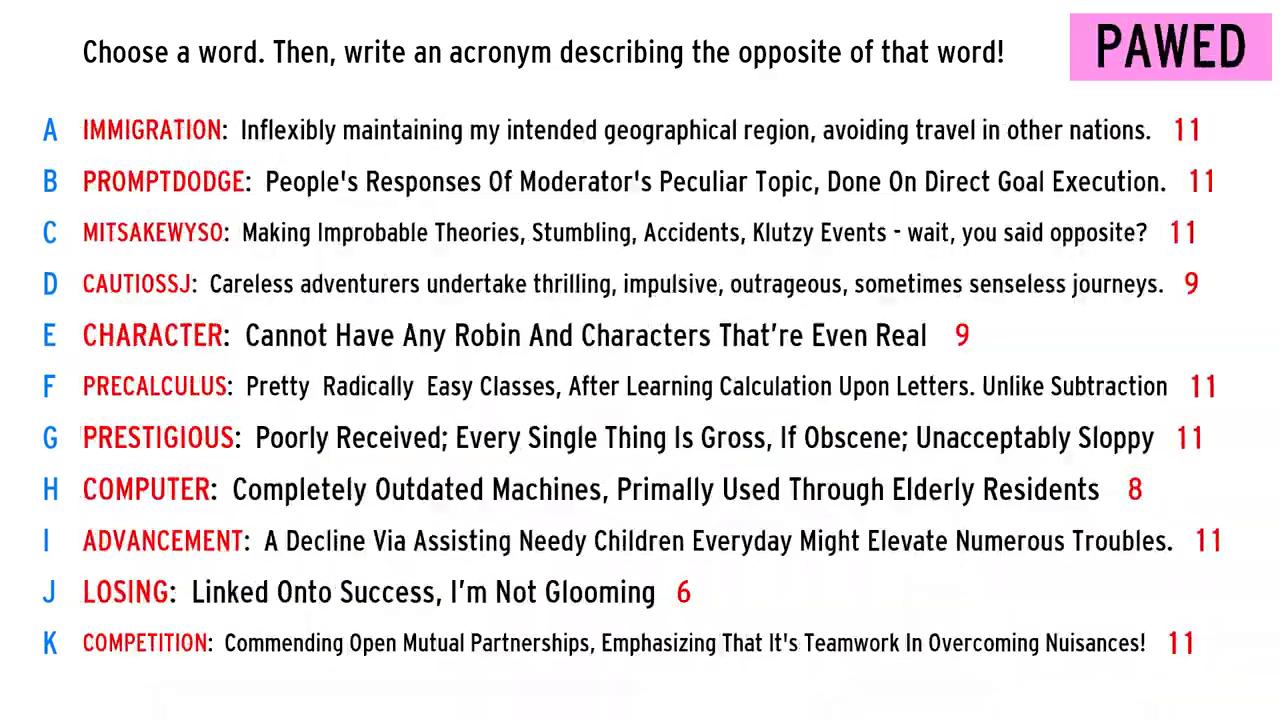 Choose a word. Then, write an acronym describing the opposite of that word!
PAWED
A IMMIGRATION: Inflexibly maintaining my intended geographical region, avoiding travel in other nations. 11
B PROMPTDODGE: People's Responses Of Moderator's Peculiar Topic, Done On Direct Goal Execution. 11
C MITSAKEWYSO: Making Improbable Theories, Stumbling, Accidents, Klutzy Events - wait, you said opposite? 11
D CAUTIOSSJ: Careless adventurers undertake thrilling, impulsive, outrageous, sometimes senseless journeys. 9
E CHARACTER: Cannot Have Any Robin And Characters That’re Even Real 9
F PRECALCULUS: Pretty Radically Easy Classes, After Learning Calculation Upon Letters. Unlike Subtraction 11
G PRESTIGIOUS: Poorly Received; Every Single Thing Is Gross, If Obscene; Unacceptably Sloppy 11
H COMPUTER: Completely Outdated Machines, Primally Used Through Elderly Residents 8
I ADVANCEMENT: A Decline Via Assisting Needy Children Everyday Might Elevate Numerous Troubles. 11
J LOSING: Linked Onto Success, I’m Not Glooming 6
K COMPETITION: Commending Open Mutual Partnerships, Emphasizing That It's Teamwork In Overcoming Nuisances! 11